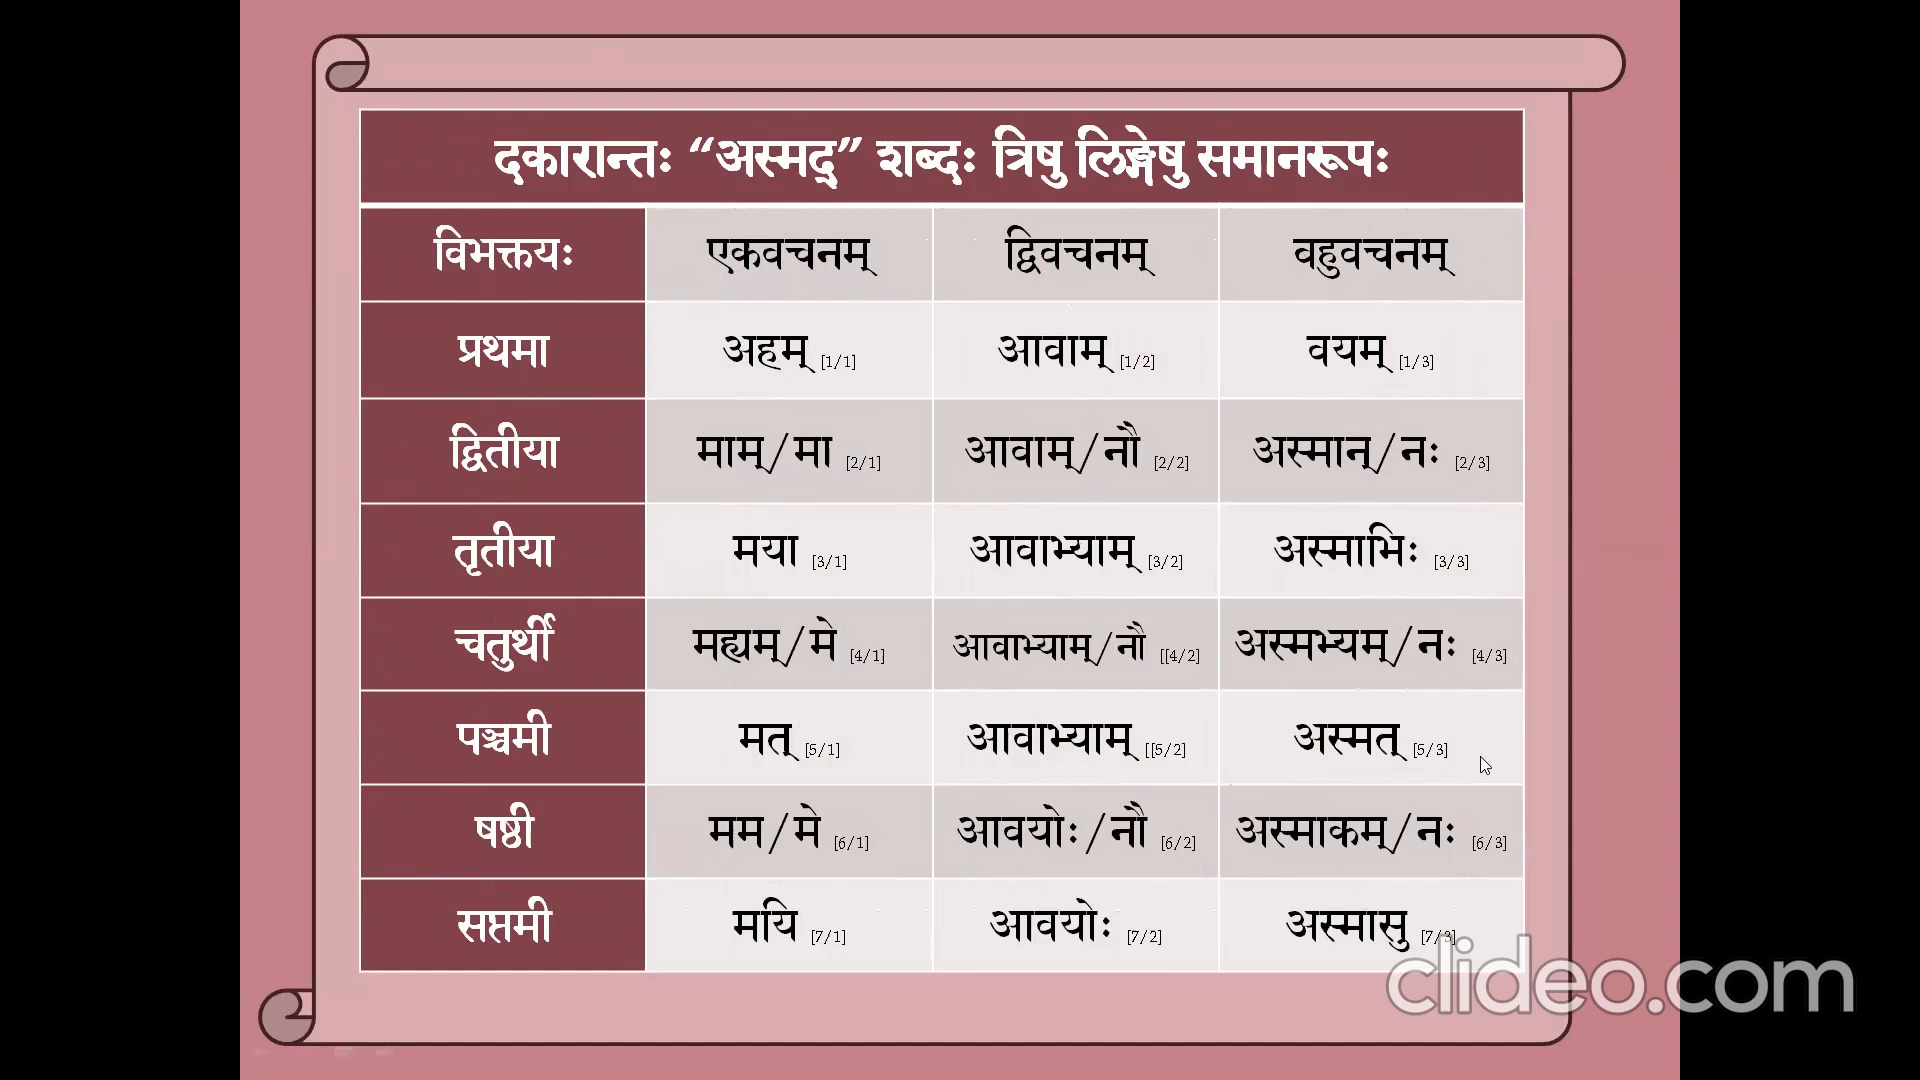 दकारान्तः “अस्मद्” शब्दः त्रिषु लिङ्गेषु समानरूपः
विभक्तयः एकवचनम् द्विवचनम् बहुवचनम्
प्रथमा अहम् [1/1] आवाम् [1/2] वयम् [1/3]
द्वितीया माम्/मा [2/1] आवाम्/नौ [2/2] अस्मान्/नः [2/3]
तृतीया मया [3/1] आवाभ्याम् [3/2] अस्माभिः [3/3]
चतुर्थी मह्यम्/मे [4/1] आवाभ्याम्/नौ [[4/2] अस्मभ्यम्/नः [4/3]
पञ्चमी मत् [5/1] आवाभ्याम् [[5/2] अस्मत् [5/3]
षष्ठी मम/मे [6/1] आवयोः/नौ [6/2] अस्माकम्/नः [6/3]
सप्तमी मयि [7/1] आवयोः [7/2] अस्मासु [7/3]
clideo.com